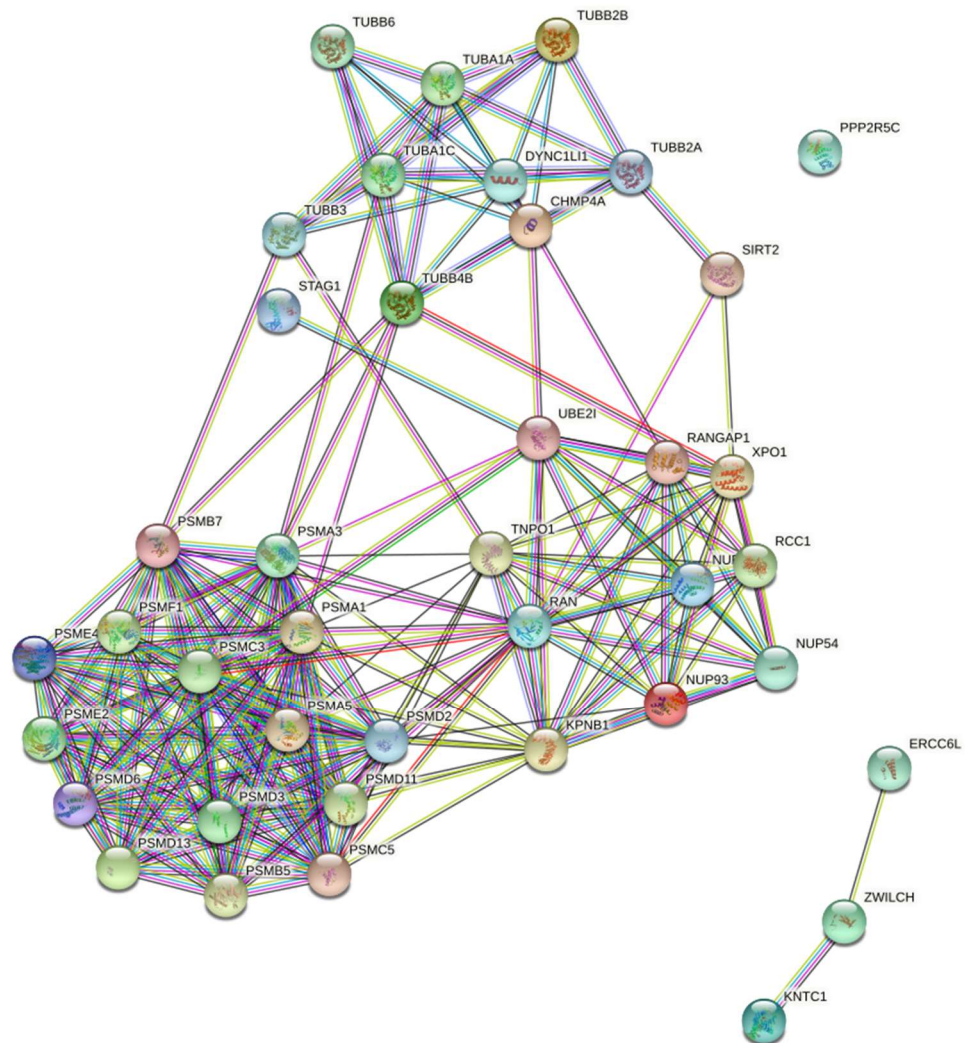 TUBB6
TUBB2B
TUBA1A
PPP2R5C
TUBA1C
DYNC1LI1
TUBB2A
CHMP4A
TUBB3
SIRT2
STAG1
TUBB4B
UBE2I
RANGAP1
XPO1
PSMB7
PSMA3
TNPO1
RCC1
PSMF1
PSMA1
RAN
PSME4
PSMC3
NUP54
NUP93
PSME2
PSMA5
PSMD2
KPNB1
ERCC6L
PSMD6
PSMD11
PSMD3
PSMD13
PSMC5
PSMB5
ZWILCH
KNTC1